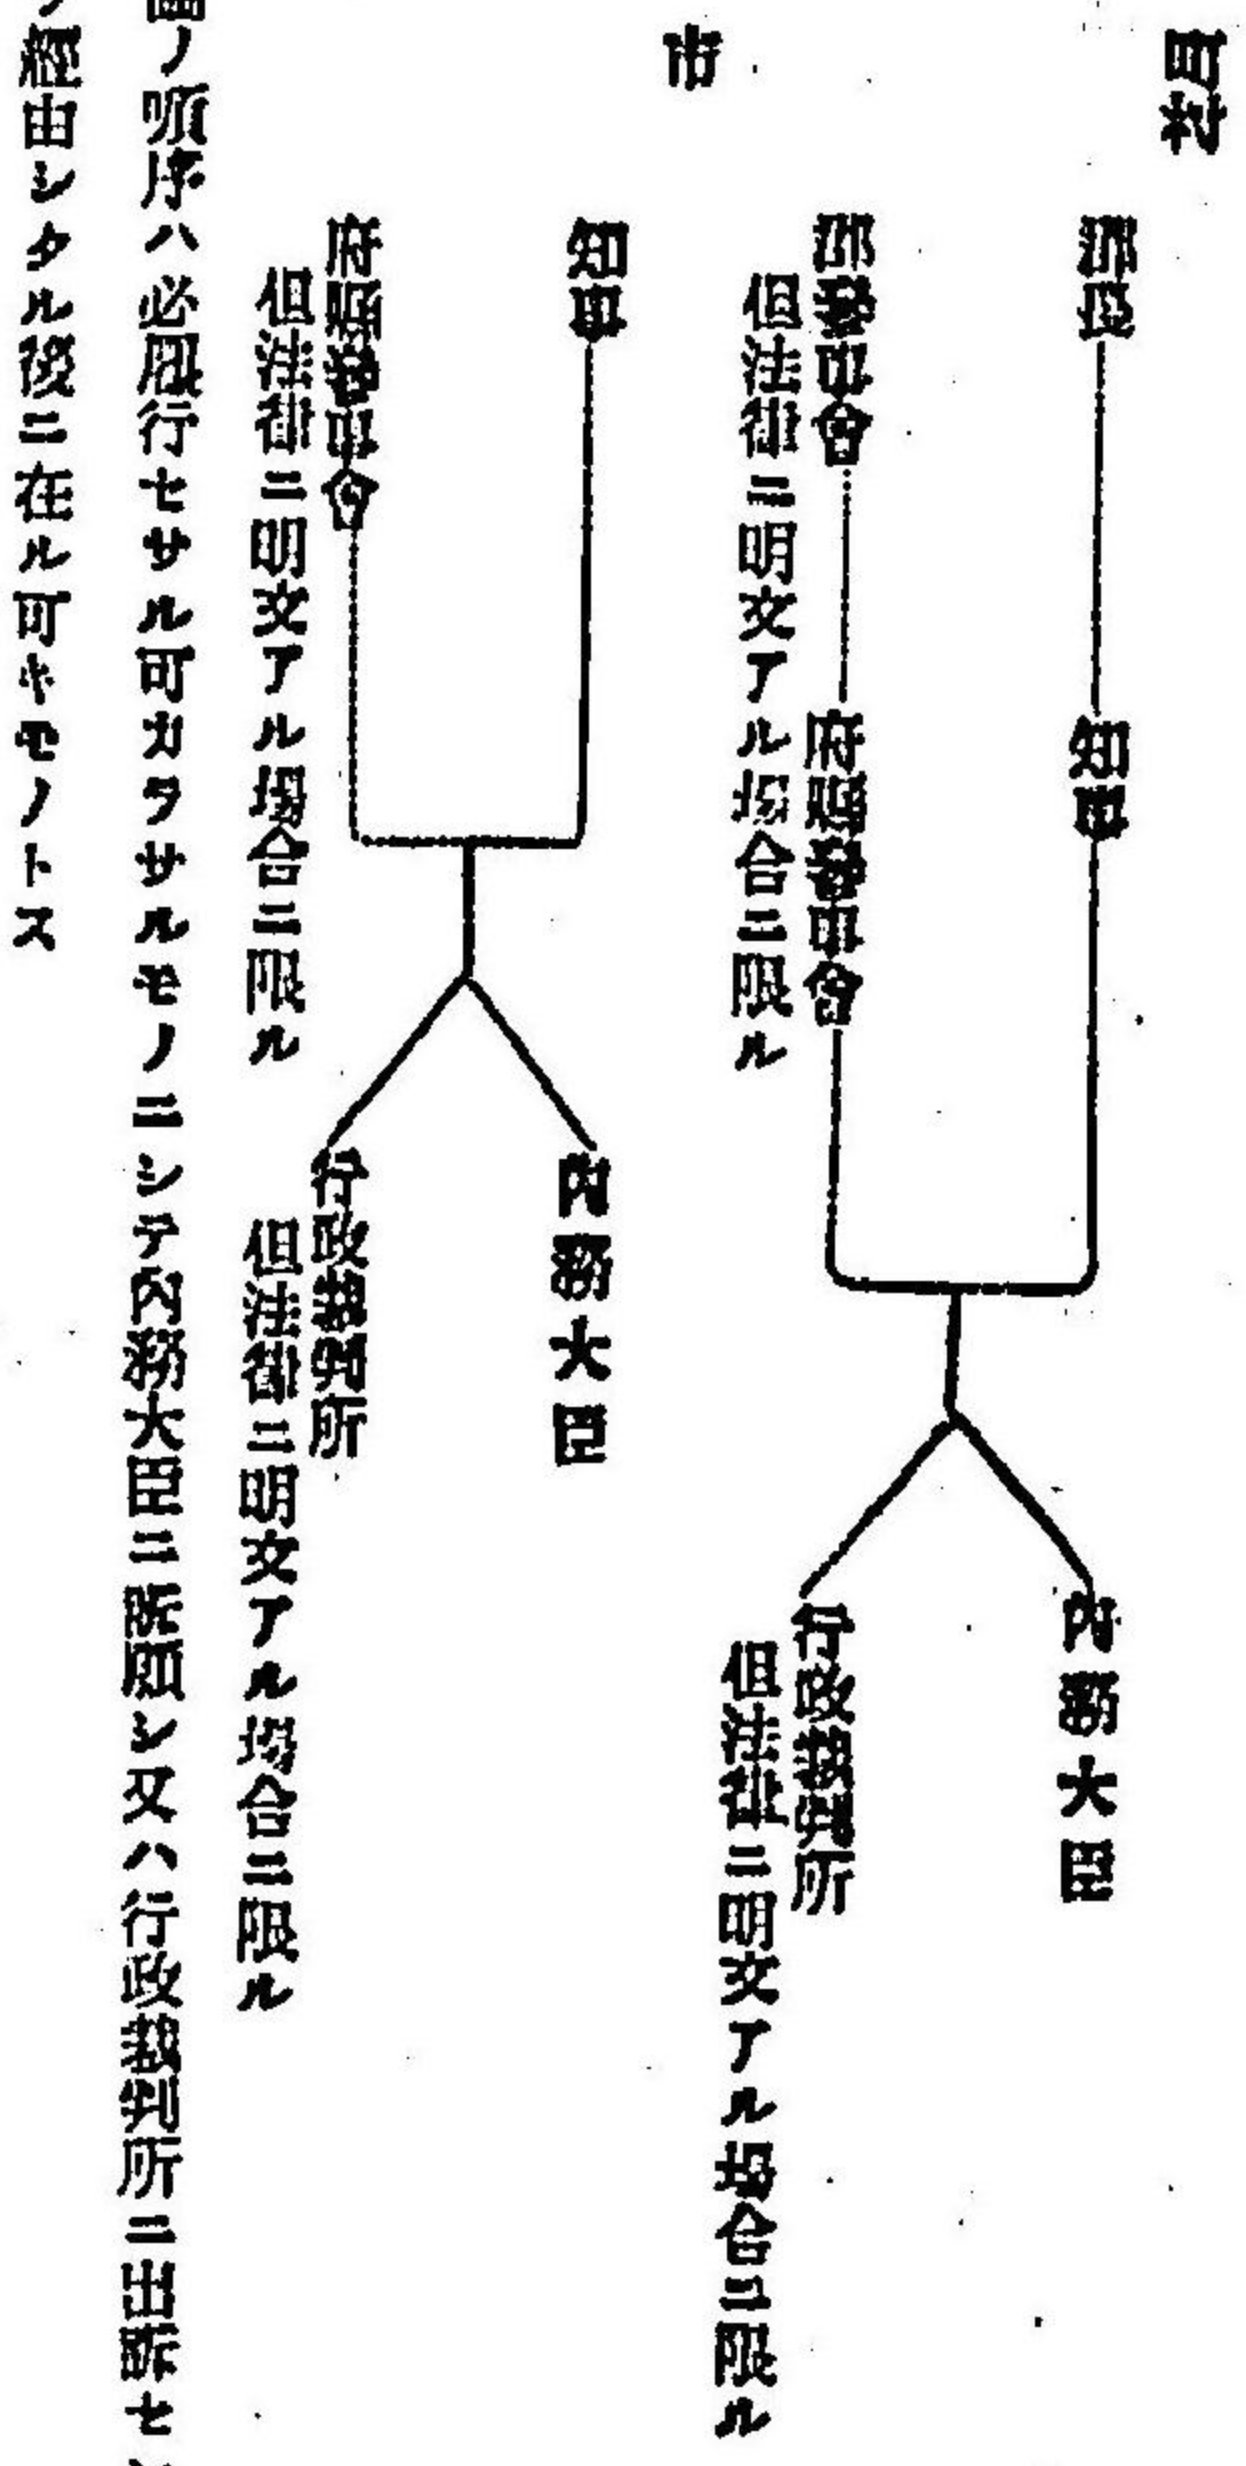 町村
郡長
知事
內務大臣
郡參事會
府縣參事會
行政裁判所
但法律ニ明文アル場合ニ限ル
但法律ニ明文アル場合ニ限ル
市
知事
內務大臣
府縣參事會
行政裁判所
但法律ニ明文アル場合ニ限ル
但法律ニ明文アル場合ニ限ル
圖ノ順序ハ必履行セサル可カラサルモノニシテ內務大臣ニ訴願シ又ハ行政裁判所ニ出訴セ
經由シタル後ニ在ル可キモノトス